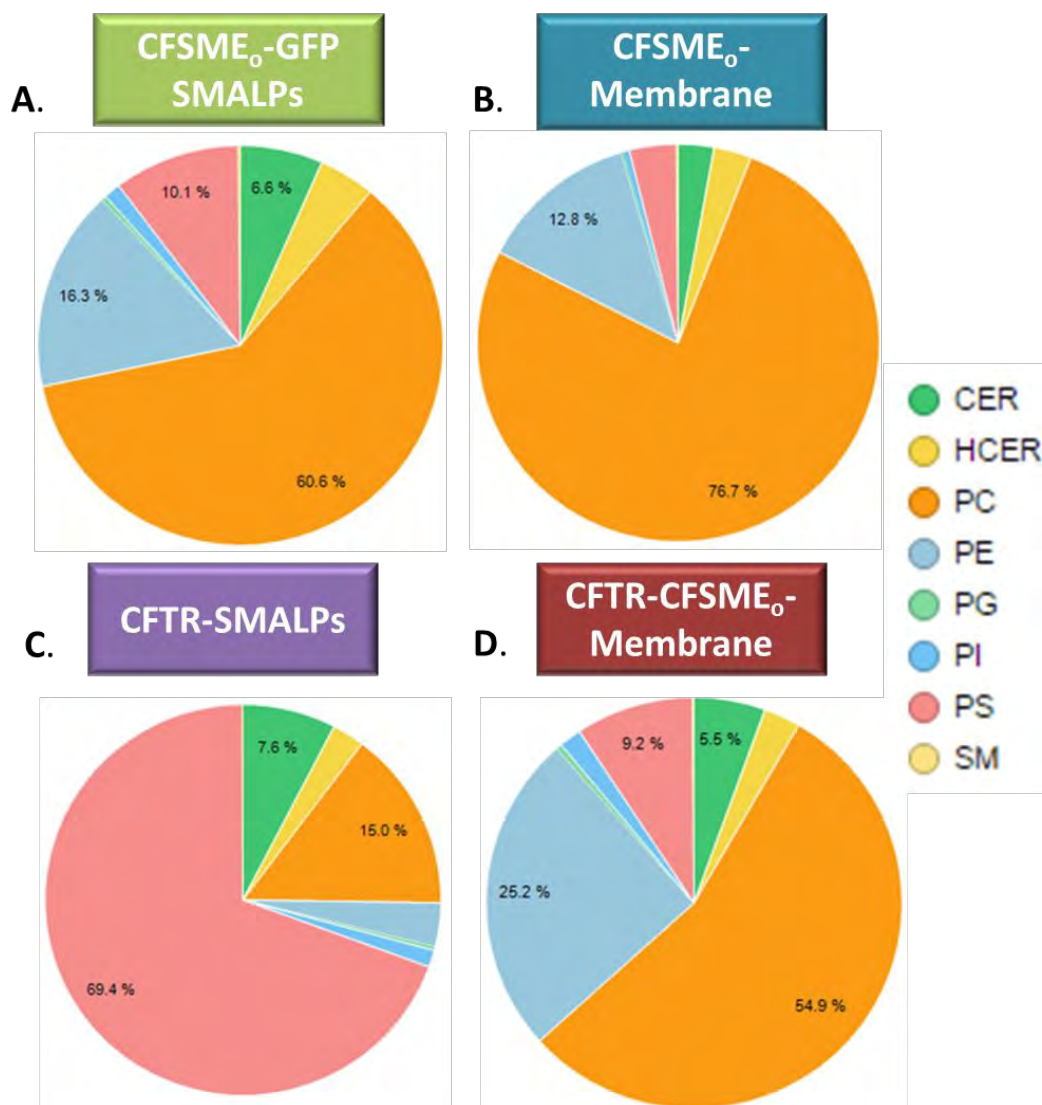 CFSMEo-GFP
SMALPs
A.
10.1 %
6.6 %
16.3 %
60.6 %
CFSMEo-
Membrane
B.
12.8 %
76.7 %
CER
HCER
PC
PE
PG
PI
PS
SM
CFTR-SMALPs
C.
7.6 %
15.0 %
69.4 %
CFTR-CFSMEo-
Membrane
D.
9.2 %
5.5 %
25.2 %
54.9 %